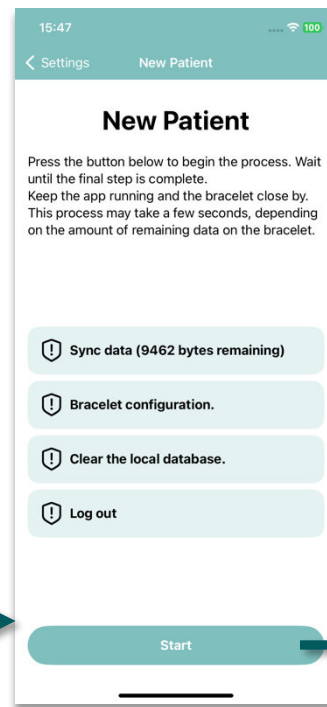 15:47
100
Settings
New Patient
New Patient
Press the button below to begin the process. Wait
until the final step is complete.
Keep the app running and the bracelet close by.
This process may take a few seconds, depending
on the amount of remaining data on the bracelet.
Sync data (9462 bytes remaining)
Bracelet configuration.
Clear the local database.
Log out
Start